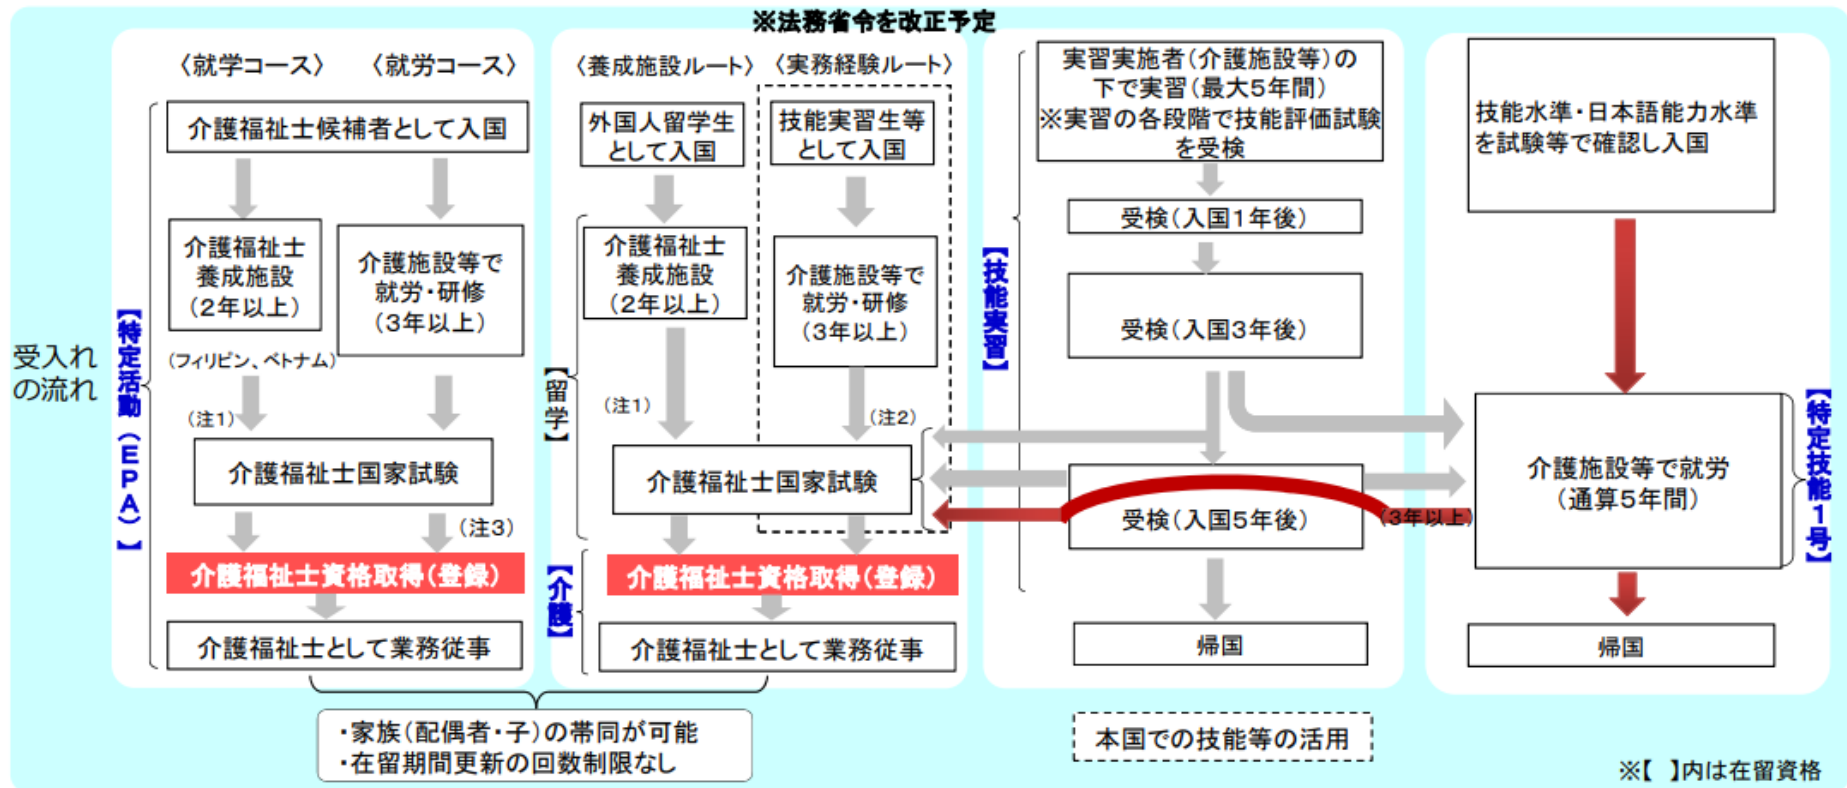 ※法務省令を改正予定
受入れ
の流れ
〈就学コース〉
〈就労コース〉
【特定活動（EPA）】
介護福祉士候補者として入国
介護福祉士
養成施設
（2年以上）
介護施設等で
就労・研修
（3年以上）
（フィリピン、ベトナム）
（注1）
介護福祉士国家試験
（注3）
介護福祉士資格取得（登録）
介護福祉士として業務従事
〈養成施設ルート〉
〈実務経験ルート〉
外国人留学生
として入国
技能実習生等
として入国
【留学】
介護福祉士
養成施設
（2年以上）
介護施設等で
就労・研修
（3年以上）
（注1）
（注2）
介護福祉士国家試験
【介護】
介護福祉士資格取得（登録）
介護福祉士として業務従事
・家族（配偶者・子）の帯同が可能
・在留期間更新の回数制限なし
【技能実習】
実習実施者（介護施設等）の
下で実習（最大5年間）
※実習の各段階で技能評価試験
を受検
受検（入国1年後）
受検（入国3年後）
受検（入国5年後）
帰国
本国での技能等の活用
技能水準・日本語能力水準
を試験等で確認し入国
（3年以上）
介護施設等で就労
（通算5年間）
【特定技能1号】
帰国
※【　】内は在留資格